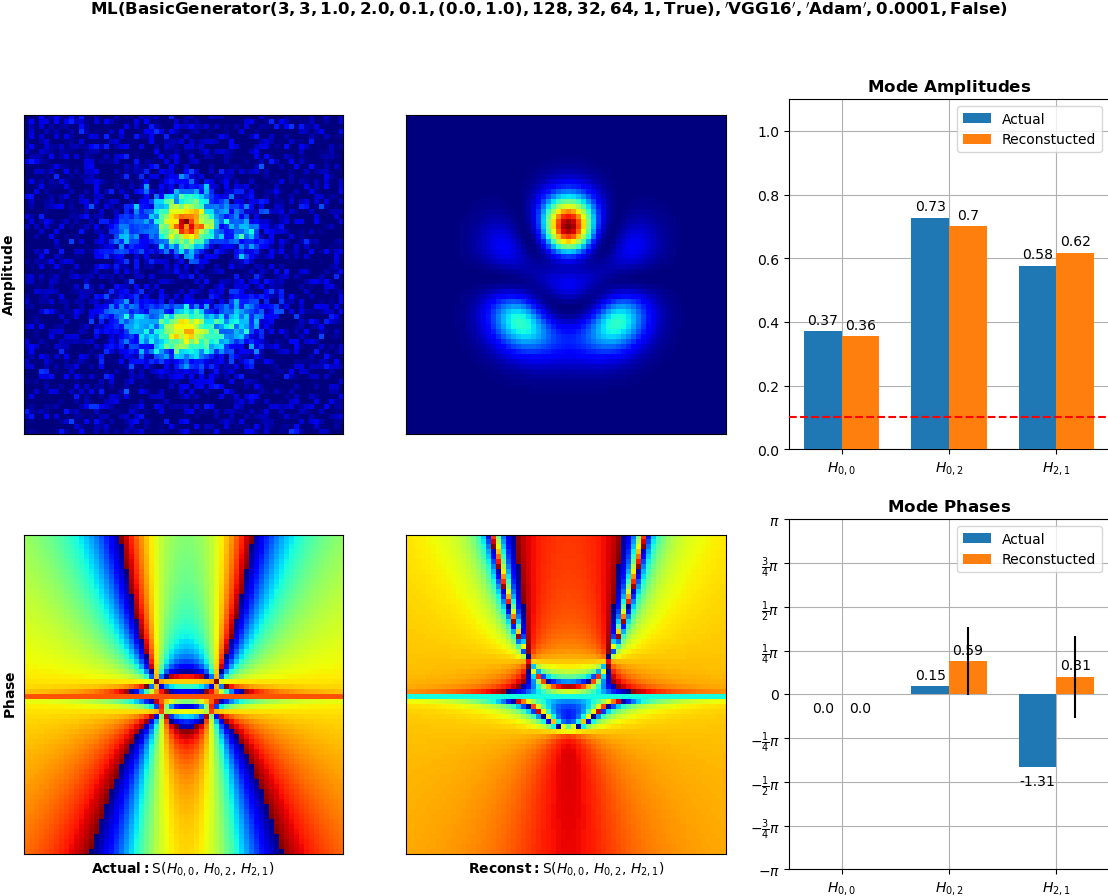 ML(BasicGenerator(3, 3, 1.0, 2.0, 0.1, (0.0, 1.0), 128, 32, 64, 1, True), ′VGG16′, ′Adam′, 0.0001, False)
Amplitude
Mode Amplitudes
Actual
Reconstucted
1.0
0.8
0.6
0.4
0.2
0.0
0.37
0.36
0.73
0.7
0.58
0.62
H₀,₀
H₀,₂
H₂,₁
Phase
Actual: S(H₀,₀, H₀,₂, H₂,₁)
Reconst: S(H₀,₀, H₀,₂, H₂,₁)
Mode Phases
Actual
Reconstucted
π
3/4π
1/2π
1/4π
0
−1/4π
−1/2π
−3/4π
−π
0.0
0.0
0.15
0.59
-1.31
0.31
H₀,₀
H₀,₂
H₂,₁